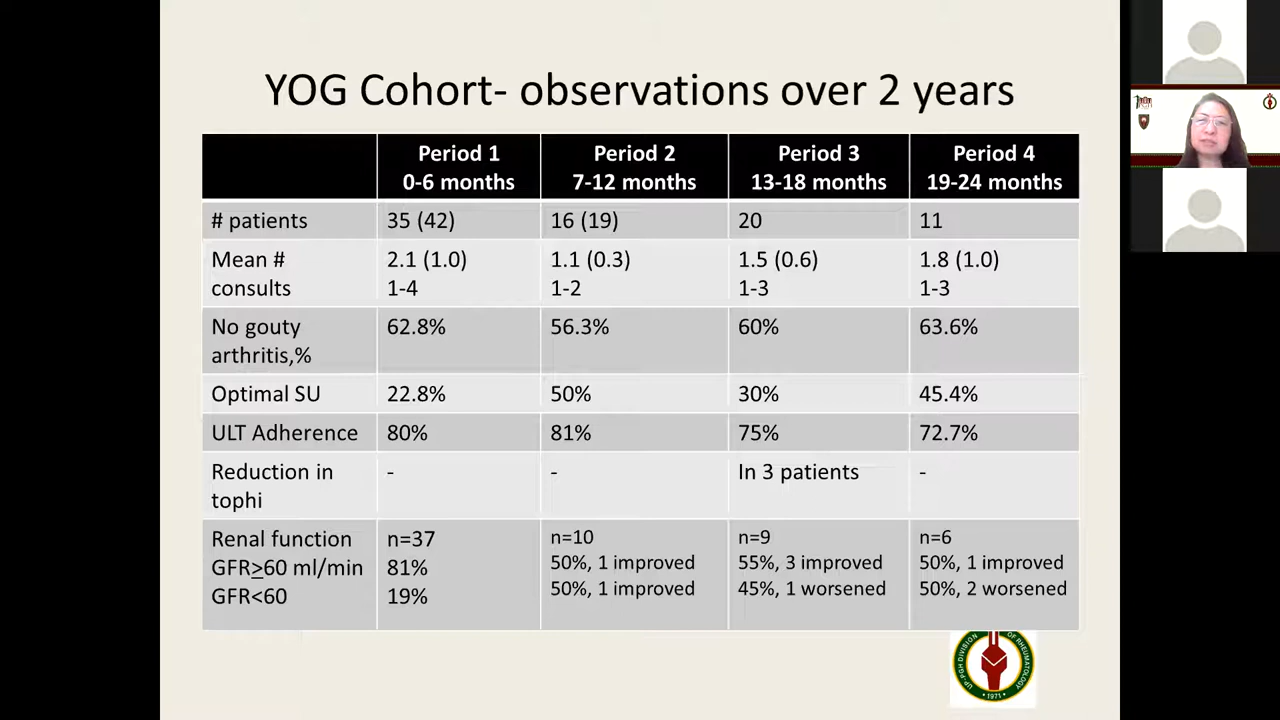 YOG Cohort- observations over 2 years
Period 1 Period 2 Period 3 Period 4
0-6 months 7-12 months 13-18 months 19-24 months
# patients 35 (42) 16 (19) 20 11
Mean # 2.1 (1.0) 1.1 (0.3) 1.5 (0.6) 1.8 (1.0)
consults 1-4 1-2 1-3 1-3
No gouty 62.8% 56.3% 60% 63.6%
arthritis,%
Optimal SU 22.8% 50% 30% 45.4%
ULT Adherence 80% 81% 75% 72.7%
Reduction in - - In 3 patients -
tophi
Renal function n=37 n=10 n=9 n=6
GFR≥60 ml/min 81% 50%, 1 improved 55%, 3 improved 50%, 1 improved
GFR<60 19% 50%, 1 improved 45%, 1 worsened 50%, 2 worsened
UP-PGH DIVISION OF RHEUMATOLOGY
1971